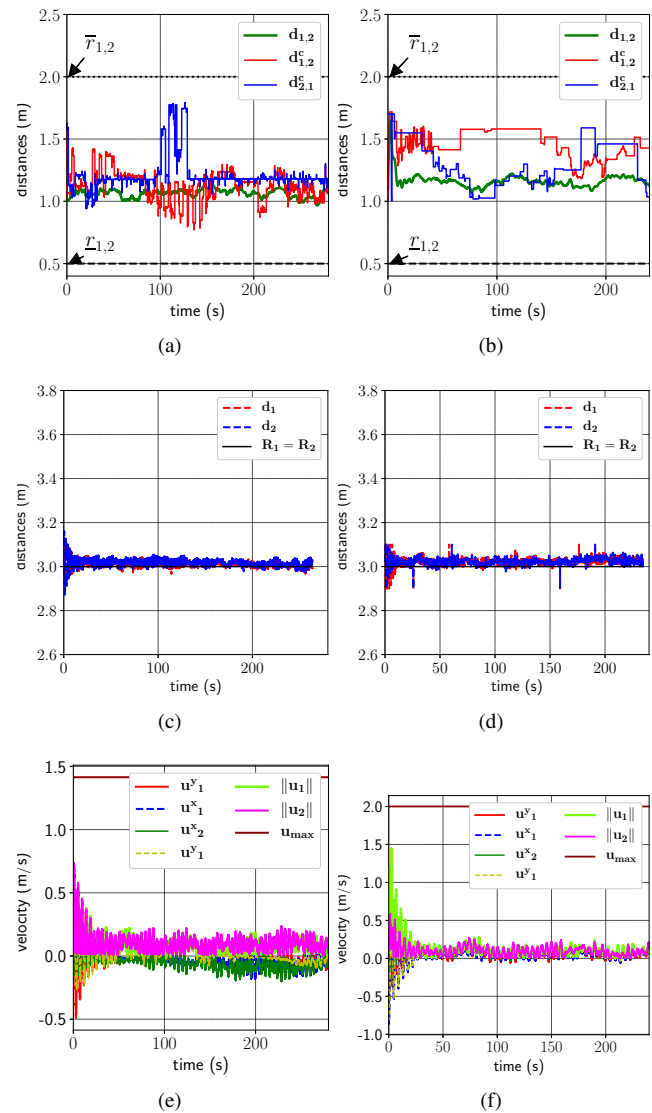 r̅₁,₂
d₁,₂
dᶜ₁,₂
dᶜ₂,₁
2.0
1.5
1.0
0.5
distances (m)
r̲₁,₂
0 100 200
time (s)
(a)
r̅₁,₂
d₁,₂
dᶜ₁,₂
dᶜ₂,₁
2.0
1.5
1.0
0.5
distances (m)
r̲₁,₂
0 100 200
time (s)
(b)
d₁
d₂
R₁ = R₂
3.8
3.6
3.4
3.2
3.0
2.8
2.6
distances (m)
0 100 200
time (s)
(c)
d₁
d₂
R₁ = R₂
3.8
3.6
3.4
3.2
3.0
2.8
2.6
distances (m)
0 50 100 150 200
time (s)
(d)
uʸ₁ ‖u₁‖
uˣ₁ ‖u₂‖
uˣ₂ uₘₐₓ
uʸ₁
1.5
1.0
0.5
0.0
-0.5
velocity (m/s)
0 100 200
time (s)
(e)
uʸ₁ ‖u₁‖
uˣ₁ ‖u₂‖
uˣ₂ uₘₐₓ
uʸ₁
2.0
1.5
1.0
0.5
0.0
-0.5
-1.0
velocity (m/s)
0 50 100 150 200
time (s)
(f)